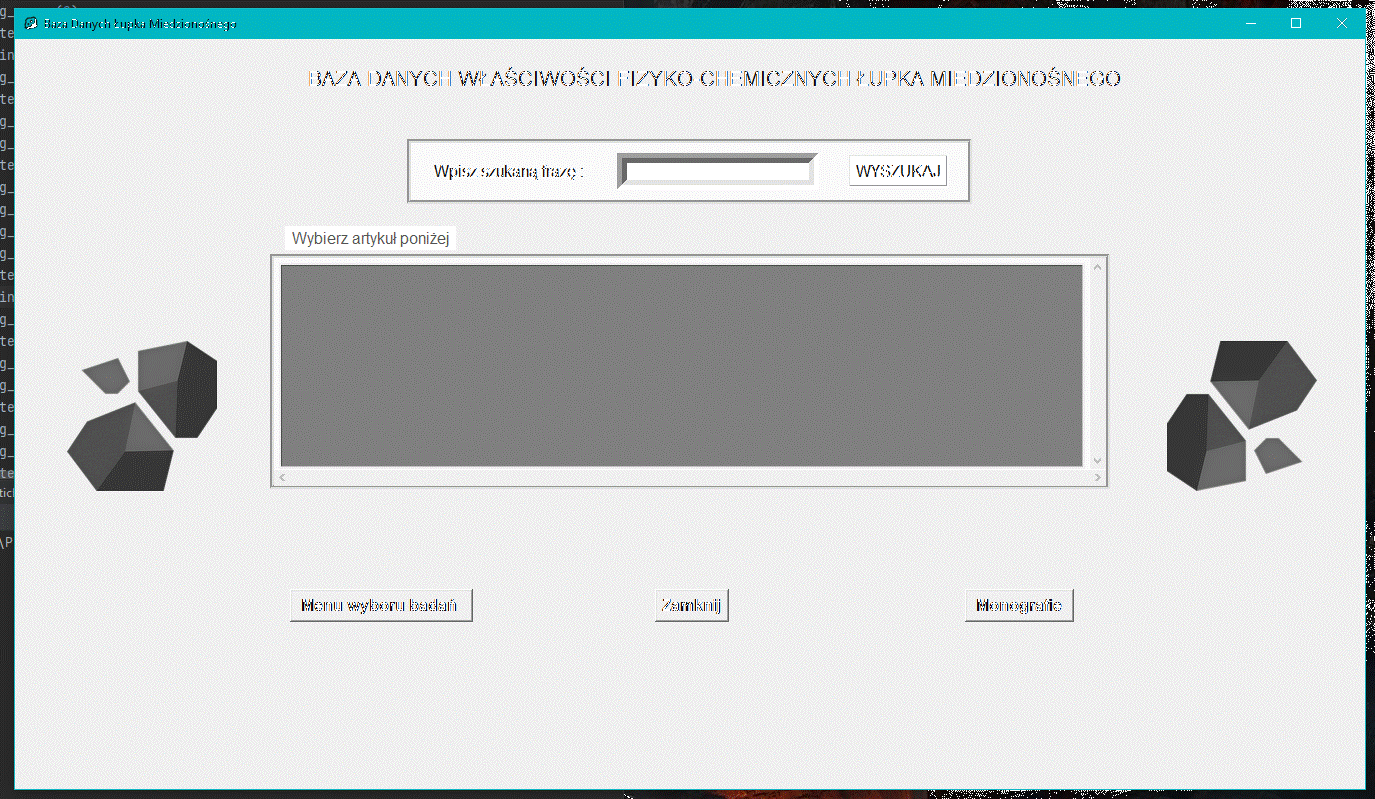 Baza Danych Łupka Miedzionośnego
BAZA DANYCH WŁAŚCIWOŚCI FIZYKO CHEMICZNYCH ŁUPKA MIEDZIONOŚNEGO
Wpisz szukaną frazę :
WYSZUKAJ
Wybierz artykuł poniżej
Menu wyboru badań
Zamknij
Monografie